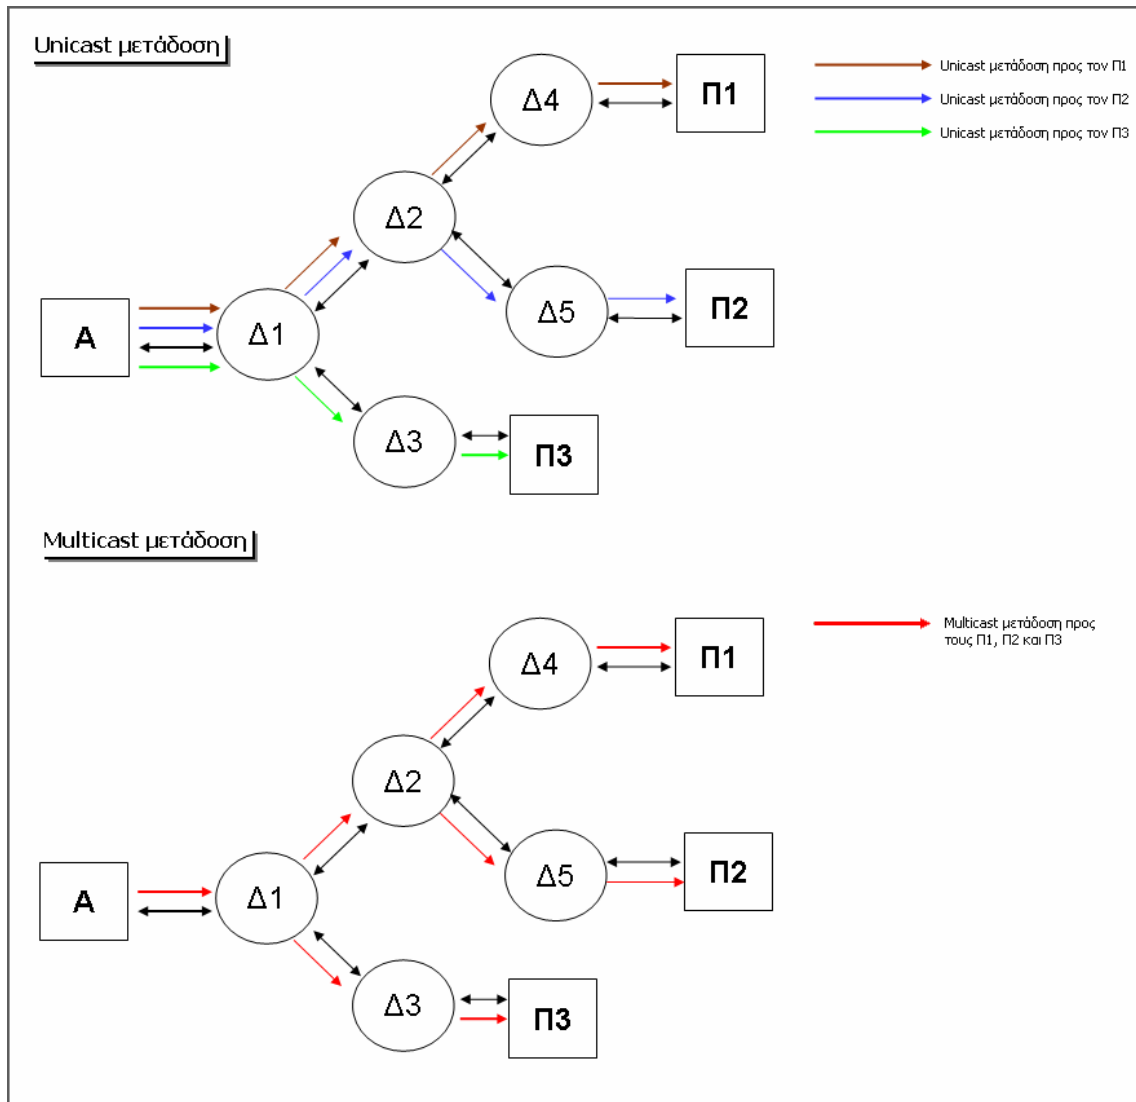 Unicast μετάδοση
Δ4
Π1
Unicast μετάδοση προς τον Π1
Unicast μετάδοση προς τον Π2
Unicast μετάδοση προς τον Π3
Δ2
Α
Δ1
Δ5
Π2
Δ3
Π3
Multicast μετάδοση
Δ4
Π1
Multicast μετάδοση προς
τους Π1, Π2 και Π3
Δ2
Α
Δ1
Δ5
Π2
Δ3
Π3